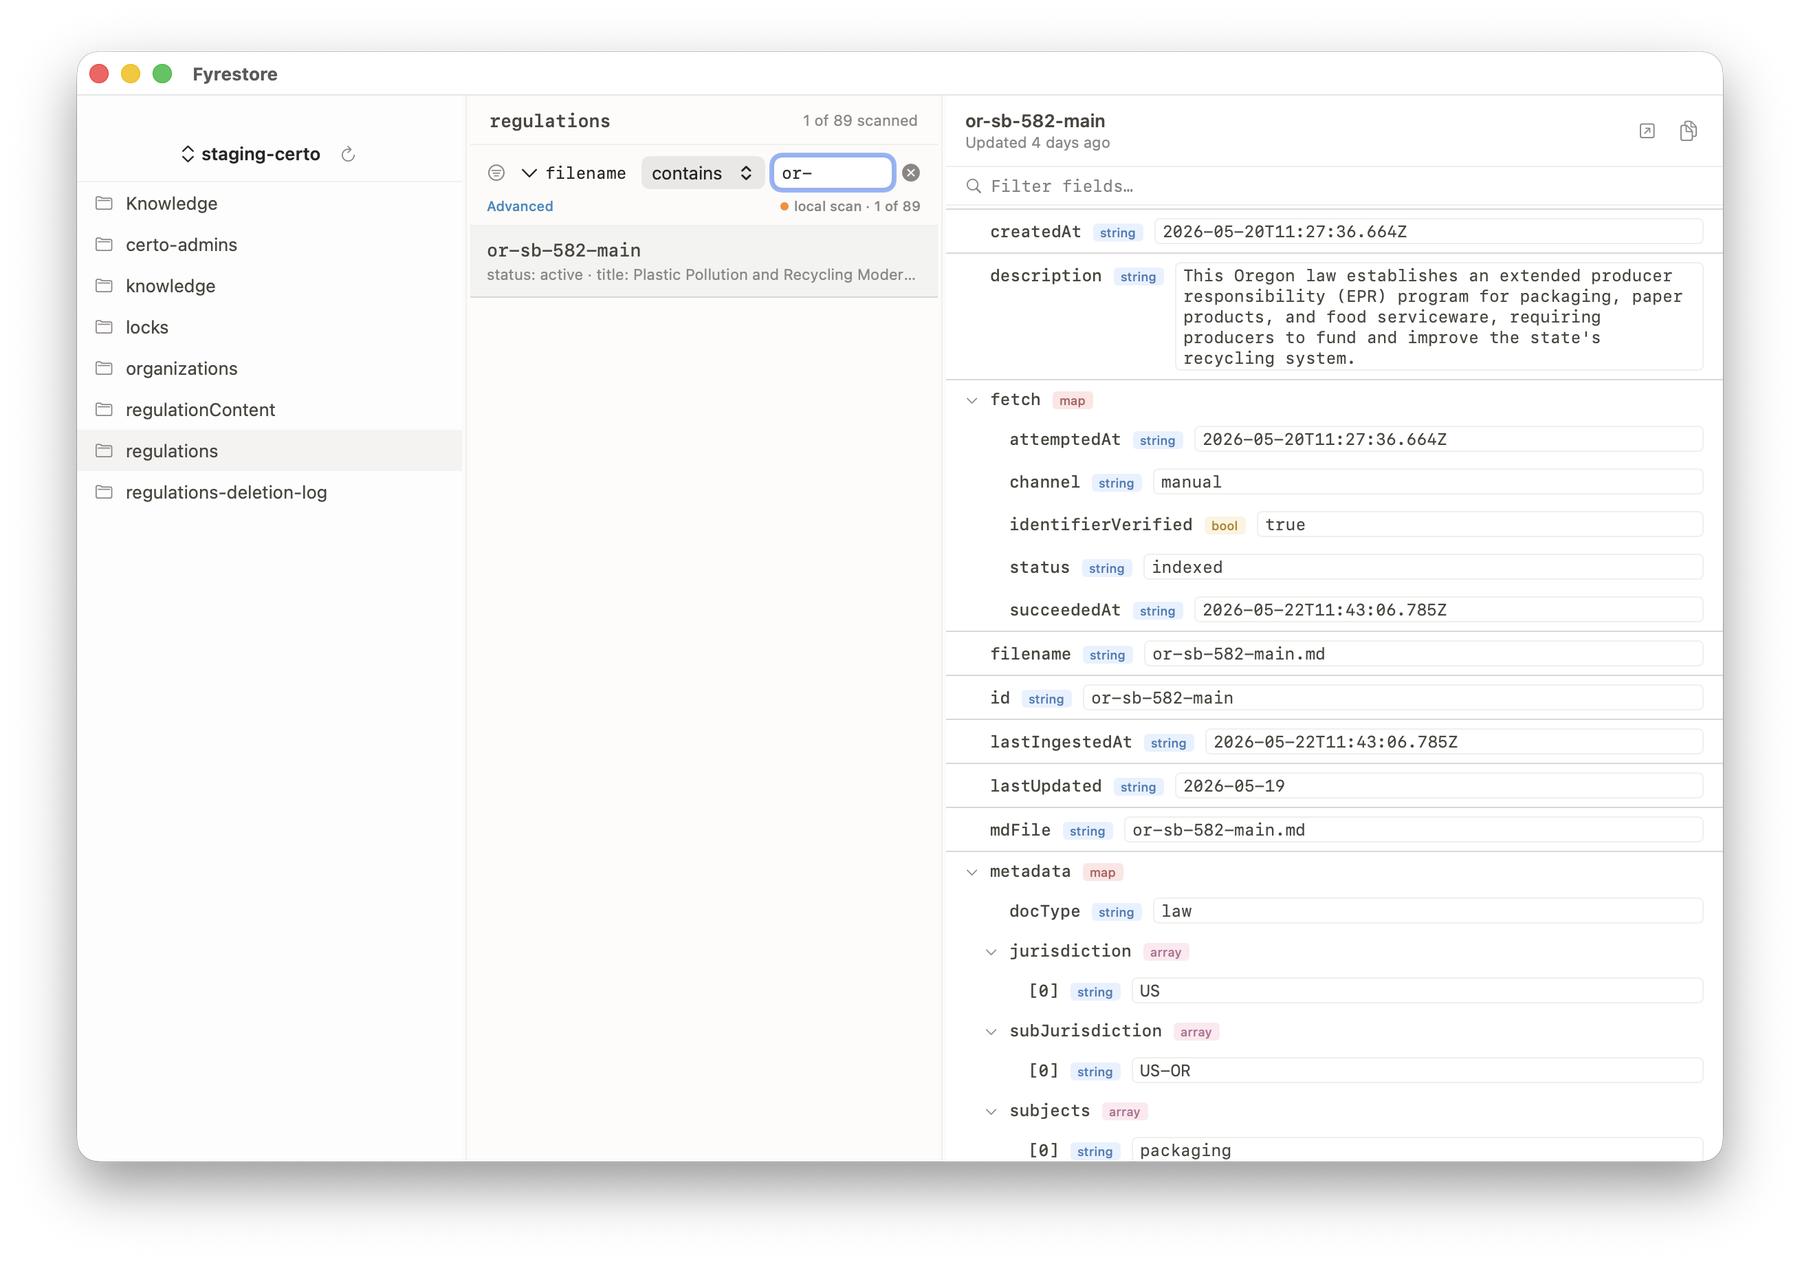 Fyrestore
staging-certo
Knowledge
certo-admins
knowledge
locks
organizations
regulationContent
regulations
regulations-deletion-log
regulations
1 of 89 scanned
filename contains or-
Advanced
local scan · 1 of 89
or-sb-582-main
status: active · title: Plastic Pollution and Recycling Moder...
or-sb-582-main
Updated 4 days ago
Filter fields...
createdAt string 2026-05-20T11:27:36.664Z
description string This Oregon law establishes an extended producer
responsibility (EPR) program for packaging, paper
products, and food serviceware, requiring
producers to fund and improve the state's
recycling system.
fetch map
attemptedAt string 2026-05-20T11:27:36.664Z
channel string manual
identifierVerified bool true
status string indexed
succeededAt string 2026-05-22T11:43:06.785Z
filename string or-sb-582-main.md
id string or-sb-582-main
lastIngestedAt string 2026-05-22T11:43:06.785Z
lastUpdated string 2026-05-19
mdFile string or-sb-582-main.md
metadata map
docType string law
jurisdiction array
[0] string US
subJurisdiction array
[0] string US-OR
subjects array
[0] string packaging